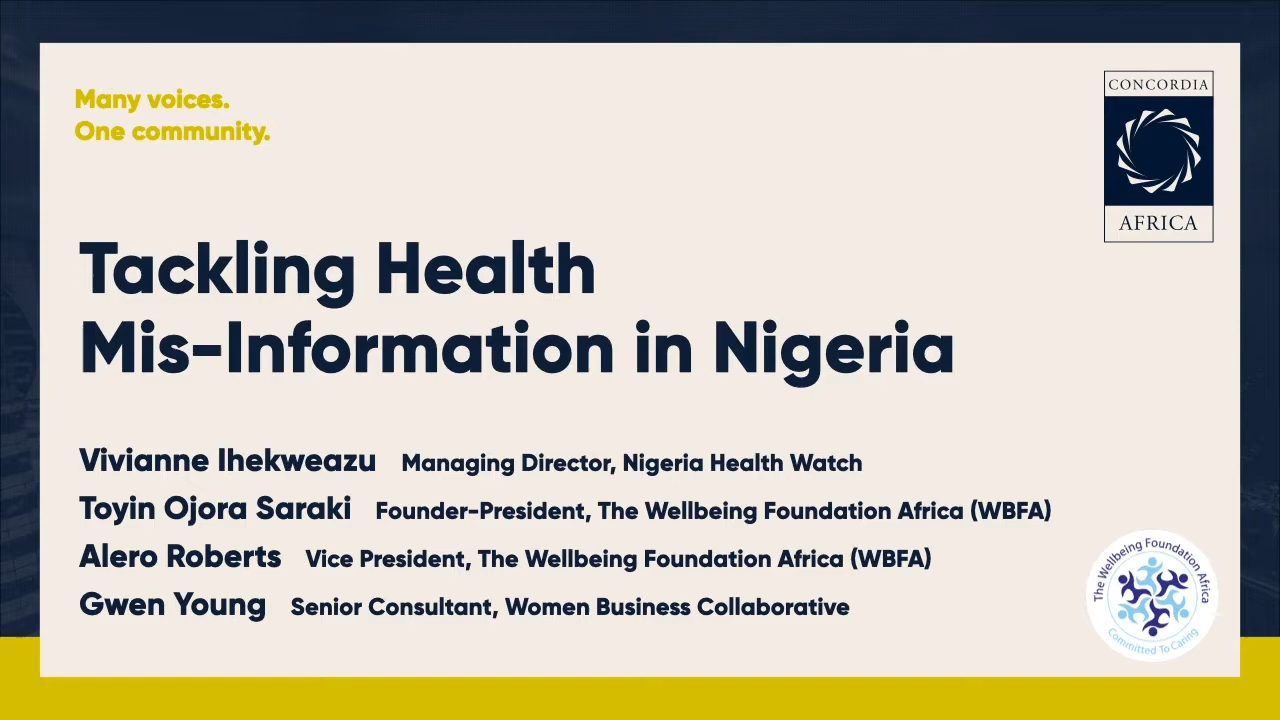 Many voices.
One community.
CONCORDIA
AFRICA
Tackling Health
Mis-Information in Nigeria
Vivianne Ihekweazu Managing Director, Nigeria Health Watch
Toyin Ojora Saraki Founder-President, The Wellbeing Foundation Africa (WBFA)
Alero Roberts Vice President, The Wellbeing Foundation Africa (WBFA)
Gwen Young Senior Consultant, Women Business Collaborative
The Wellbeing Foundation Africa
Committed To Caring